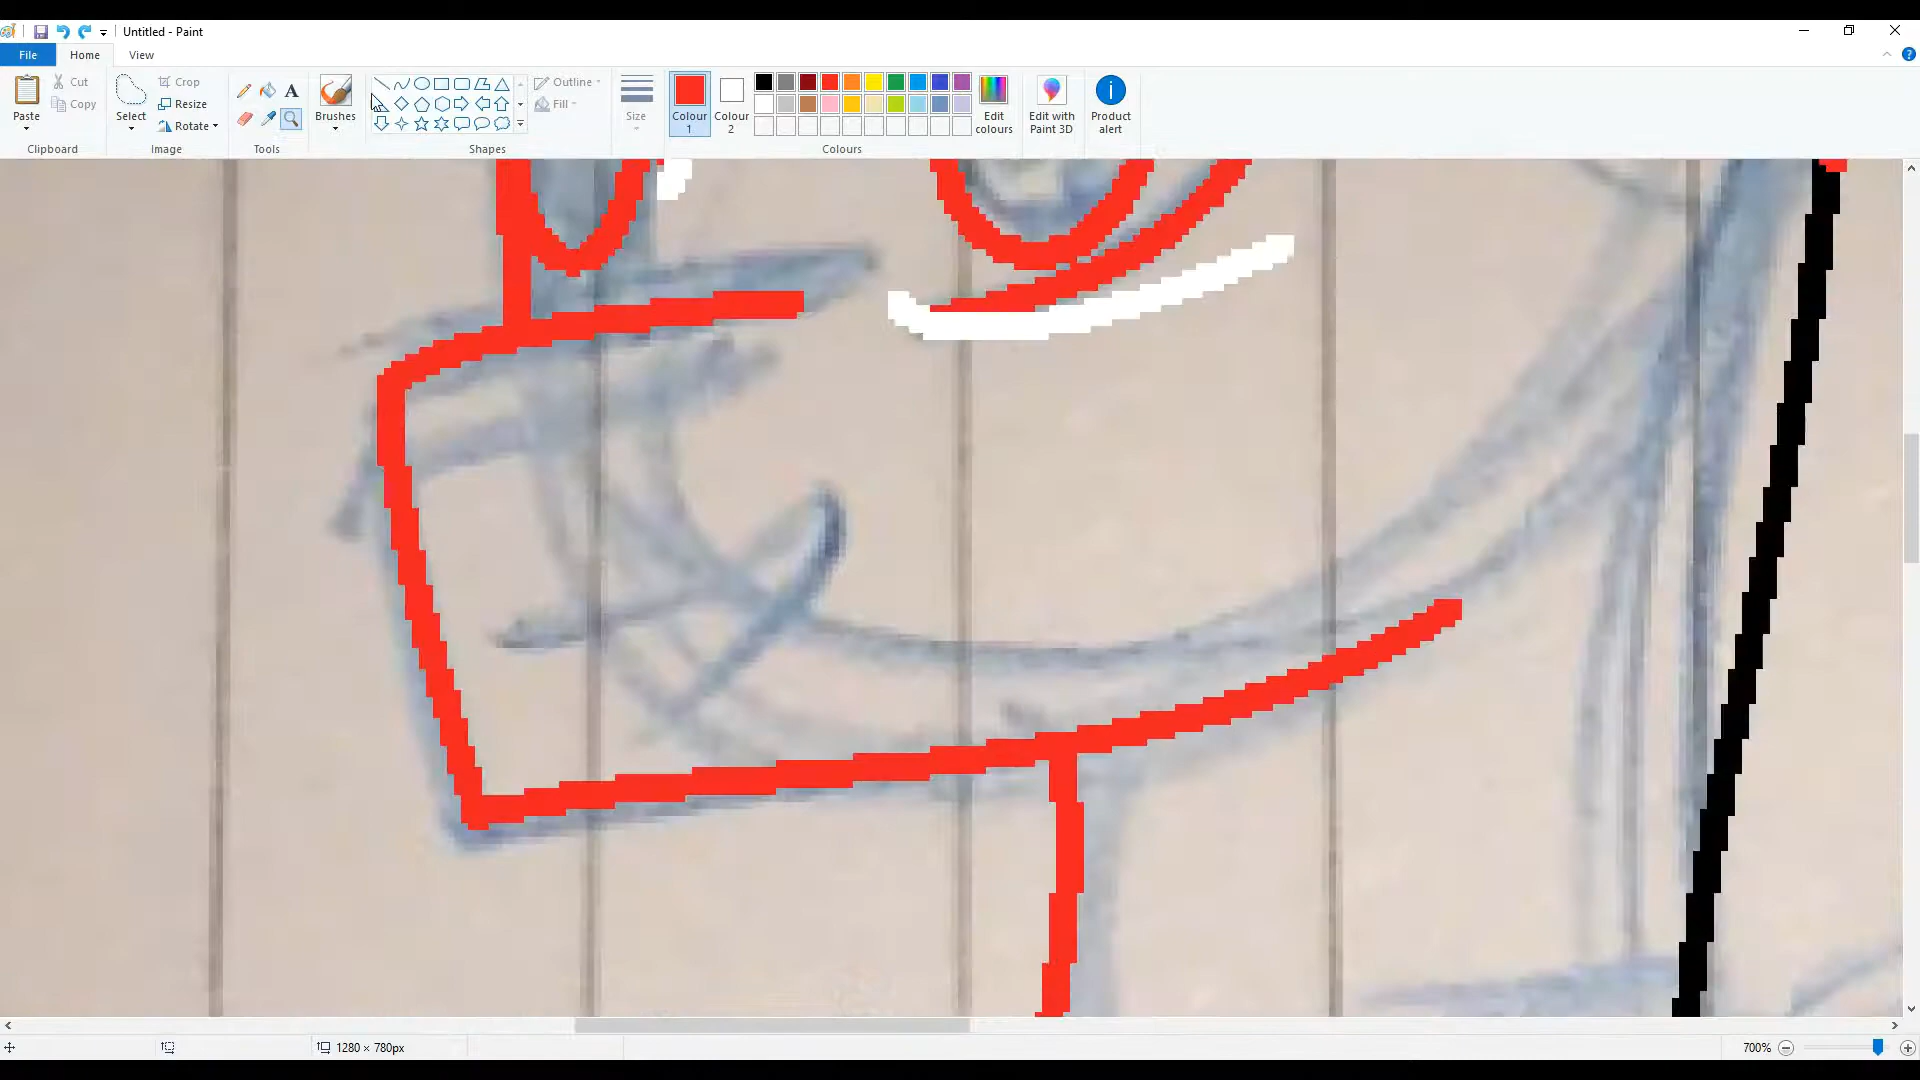 Untitled - Paint
File Home View
Paste
Cut
Copy
Clipboard
Select
Crop
Resize
Rotate
Image
A
Tools
Brushes
Shapes
Outline
Fill
Size
Colour 1
Colour 2
Colours
Edit colours
Edit with Paint 3D
Product alert
1280 × 780px
700%